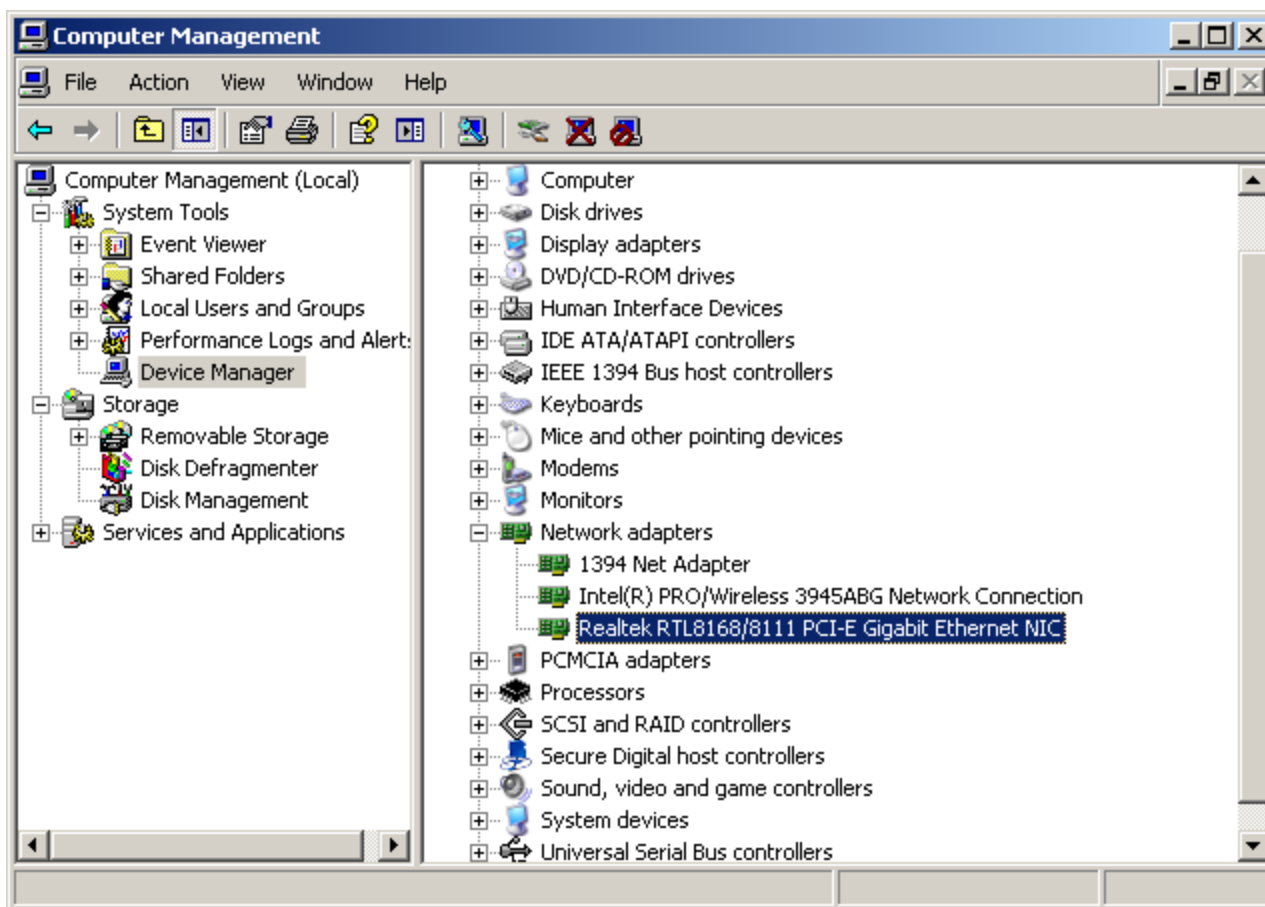 Computer Management
File Action View Window Help
Computer Management (Local)
System Tools
Event Viewer
Shared Folders
Local Users and Groups
Performance Logs and Alert
Device Manager
Storage
Removable Storage
Disk Defragmenter
Disk Management
Services and Applications
Computer
Disk drives
Display adapters
DVD/CD-ROM drives
Human Interface Devices
IDE ATA/ATAPI controllers
IEEE 1394 Bus host controllers
Keyboards
Mice and other pointing devices
Modems
Monitors
Network adapters
1394 Net Adapter
Intel(R) PRO/Wireless 3945ABG Network Connection
Realtek RTL8168/8111 PCI-E Gigabit Ethernet NIC
PCMCIA adapters
Processors
SCSI and RAID controllers
Secure Digital host controllers
Sound, video and game controllers
System devices
Universal Serial Bus controllers